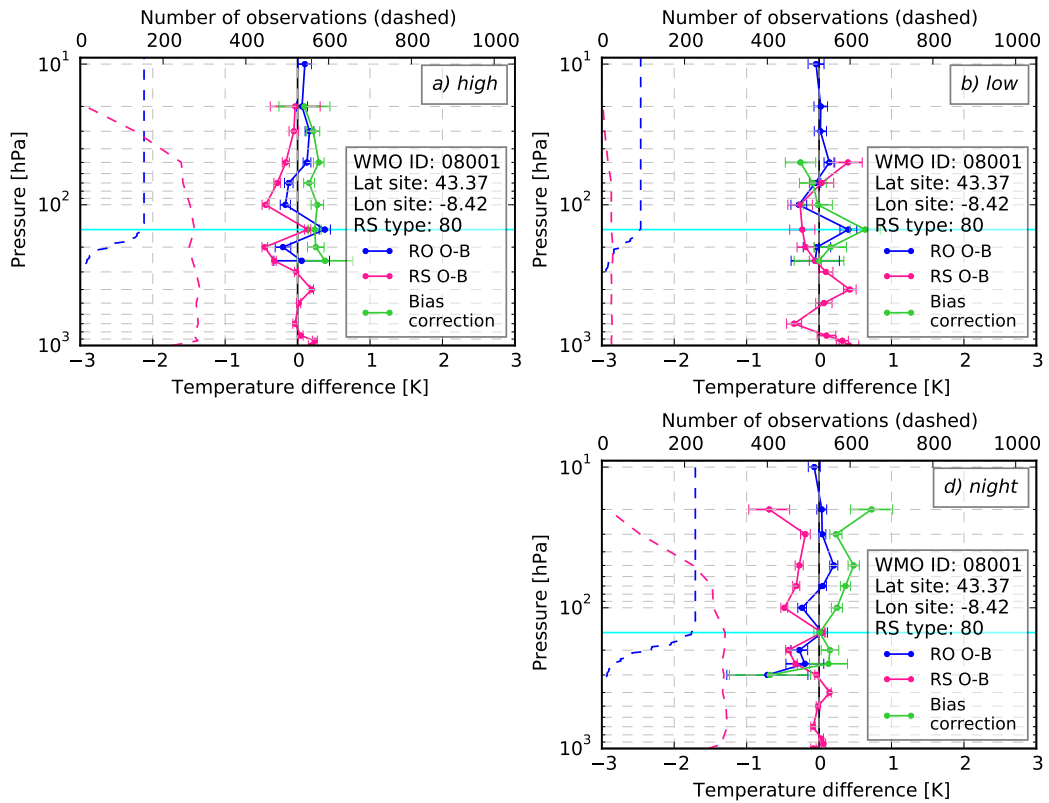 Number of observations (dashed)
0 200 400 600 800 1000
a) high
10¹
10²
10³
Pressure [hPa]
WMO ID: 08001
Lat site: 43.37
Lon site: -8.42
RS type: 80
RO O-B
RS O-B
Bias
correction
−3 −2 −1 0 1 2 3
Temperature difference [K]
Number of observations (dashed)
0 200 400 600 800 1000
b) low
10¹
10²
10³
Pressure [hPa]
WMO ID: 08001
Lat site: 43.37
Lon site: -8.42
RS type: 80
RO O-B
RS O-B
Bias
correction
−3 −2 −1 0 1 2 3
Temperature difference [K]
Number of observations (dashed)
0 200 400 600 800 1000
d) night
10¹
10²
10³
Pressure [hPa]
WMO ID: 08001
Lat site: 43.37
Lon site: -8.42
RS type: 80
RO O-B
RS O-B
Bias
correction
−3 −2 −1 0 1 2 3
Temperature difference [K]